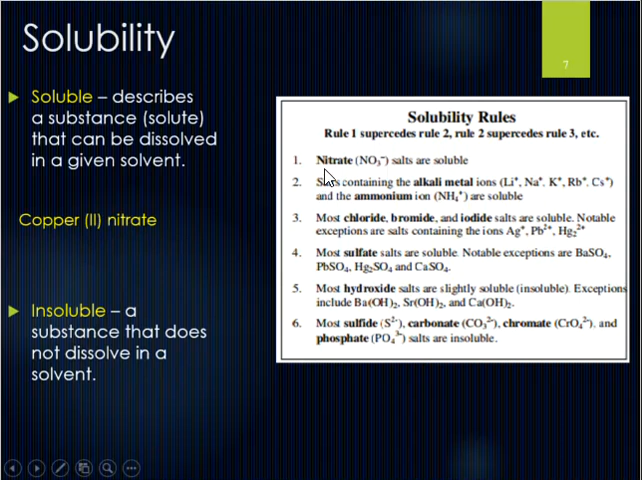 Solubility
7
Soluble – describes
a substance (solute)
that can be dissolved
in a given solvent.
Copper (II) nitrate
Insoluble – a
substance that does
not dissolve in a
solvent.
Solubility Rules
Rule 1 supercedes rule 2, rule 2 supercedes rule 3, etc.
1. Nitrate (NO₃⁻) salts are soluble
2. containing the alkali metal ions (Li⁺, Na⁺. K⁺, Rb⁺. Cs⁺)
and the ammonium ion (NH₄⁺) are soluble
3. Most chloride, bromide, and iodide salts are soluble. Notable
exceptions are salts containing the ions Ag⁺, Pb²⁺, Hg₂²⁺
4. Most sulfate salts are soluble. Notable exceptions are BaSO₄,
PbSO₄, Hg₂SO₄ and CaSO₄.
5. Most hydroxide salts are slightly soluble (insoluble). Exceptions
include Ba(OH)₂, Sr(OH)₂, and Ca(OH)₂.
6. Most sulfide (S²⁻), carbonate (CO₃²⁻), chromate (CrO₄²⁻). and
phosphate (PO₄³⁻) salts are insoluble.